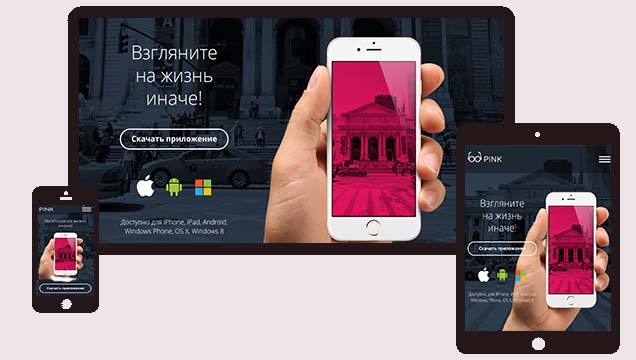 Взгляните
на жизнь
иначе!
Скачать приложение
Доступно для iPhone, iPad, Android,
Windows Phone, OS X, Windows 8
PINK
Взгляните
на жизнь
иначе!
Скачать приложение
Доступно для iPhone, iPad, Android,
Windows Phone, OS X, Windows 8
PINK
Взгляните на жизнь
иначе!
Скачать приложение